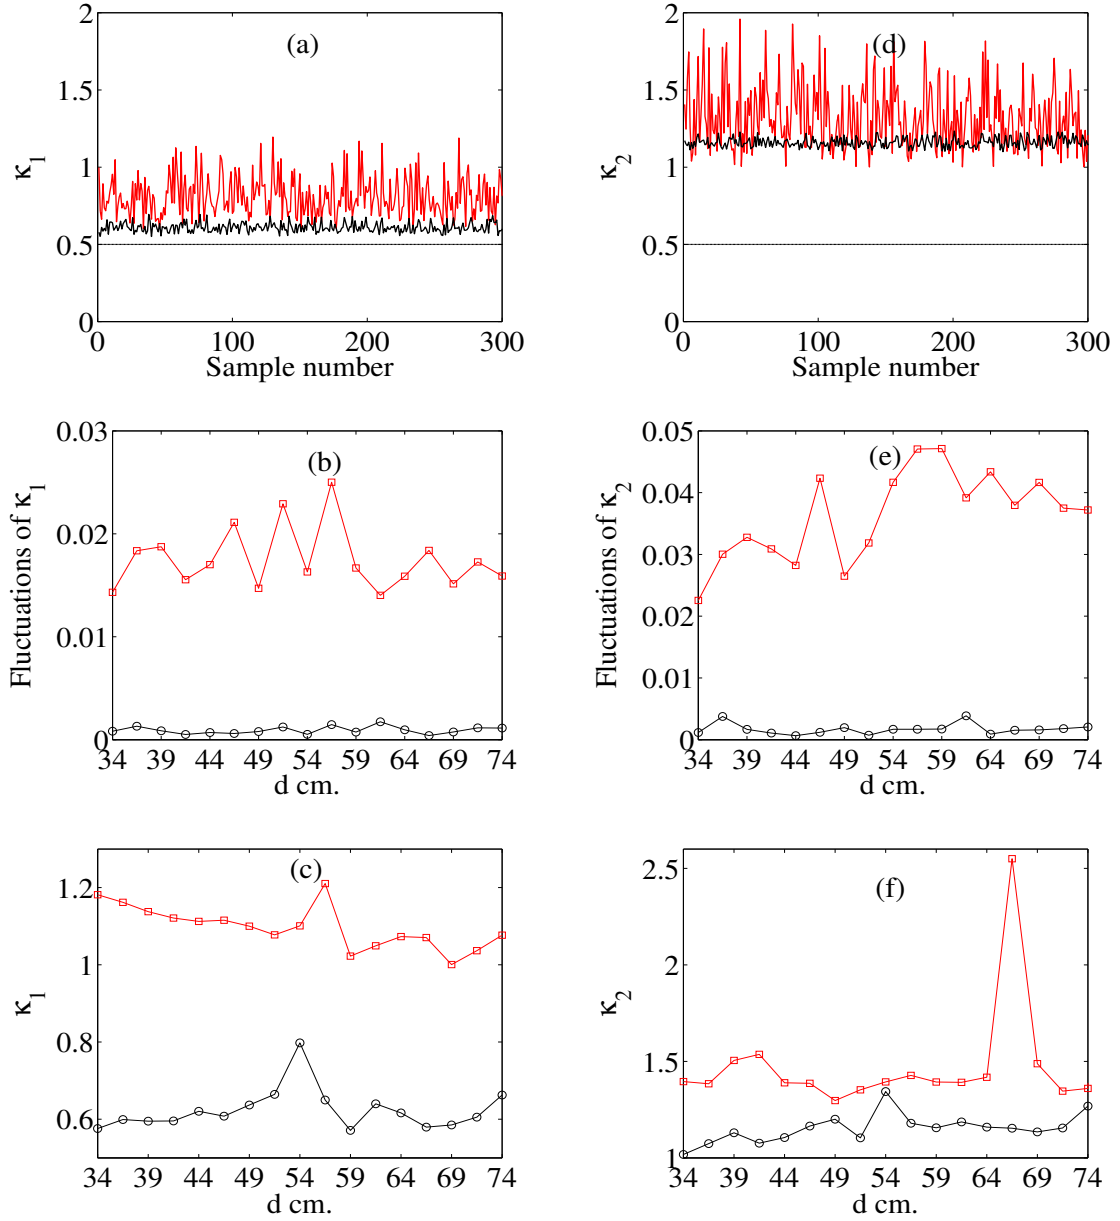 (a)
2
1.5
1
0.5
0
κ1
0 100 200 300
Sample number
(d)
2
1.5
1
0.5
0
κ2
0 100 200 300
Sample number
(b)
0.03
0.02
0.01
0
Fluctuations of κ1
34 39 44 49 54 59 64 69 74
d cm.
(e)
0.05
0.04
0.03
0.02
0.01
0
Fluctuations of κ2
34 39 44 49 54 59 64 69 74
d cm.
(c)
1.2
1
0.8
0.6
κ1
34 39 44 49 54 59 64 69 74
d cm.
(f)
2.5
2
1.5
1
κ2
34 39 44 49 54 59 64 69 74
d cm.